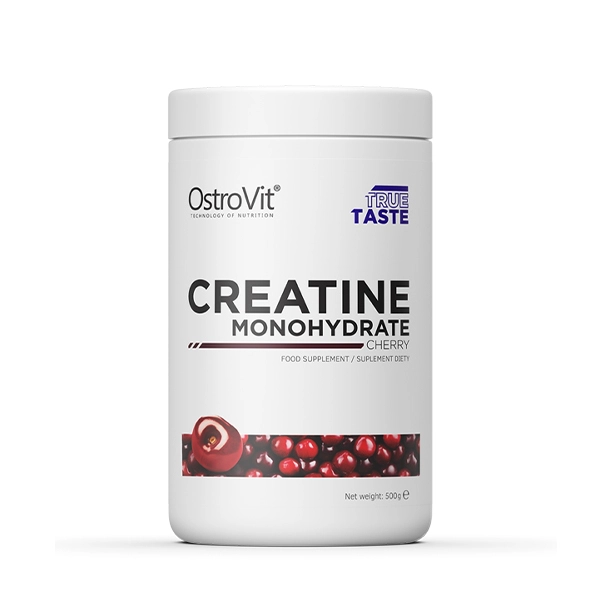 OstroVit®
TECHNOLOGY OF NUTRITION
TRUE
TASTE
CREATINE
MONOHYDRATE
CHERRY
FOOD SUPPLEMENT / SUPLEMENT DIETY
Net weight: 500g ℮